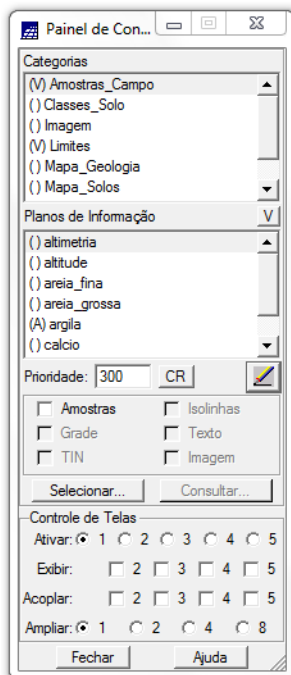 Painel de Con...
Categorias
(V) Amostras_Campo
( ) Classes_Solo
( ) Imagem
(V) Limites
( ) Mapa_Geologia
( ) Mapa_Solos
Planos de Informação V
( ) altimetria
( ) altitude
( ) areia_fina
( ) areia_grossa
(A) argila
( ) calcio
Prioridade: 300 CR
Amostras Isolinhas
Grade Texto
TIN Imagem
Selecionar... Consultar...
Controle de Telas
Ativar: 1 2 3 4 5
Exibir: 2 3 4 5
Acoplar: 2 3 4 5
Ampliar: 1 2 4 8
Fechar Ajuda